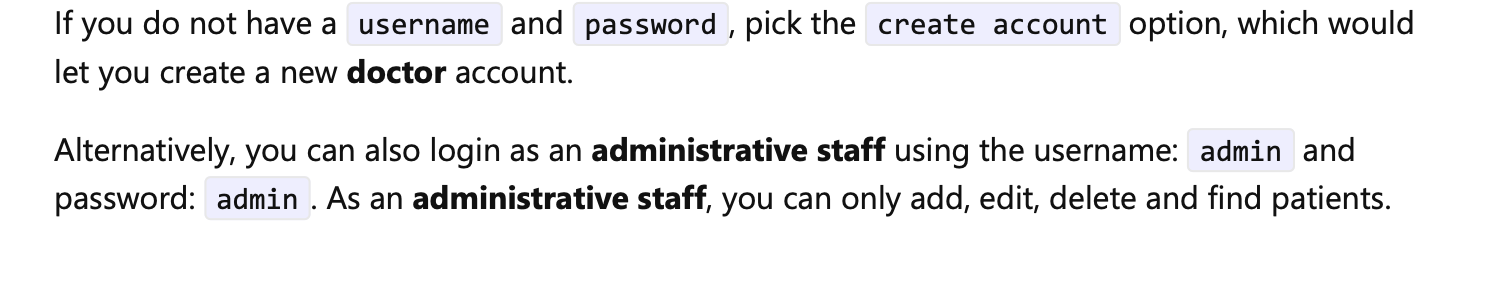 If you do not have a username and password, pick the create account option, which would
let you create a new doctor account.
Alternatively, you can also login as an administrative staff using the username: admin and
password: admin. As an administrative staff, you can only add, edit, delete and find patients.